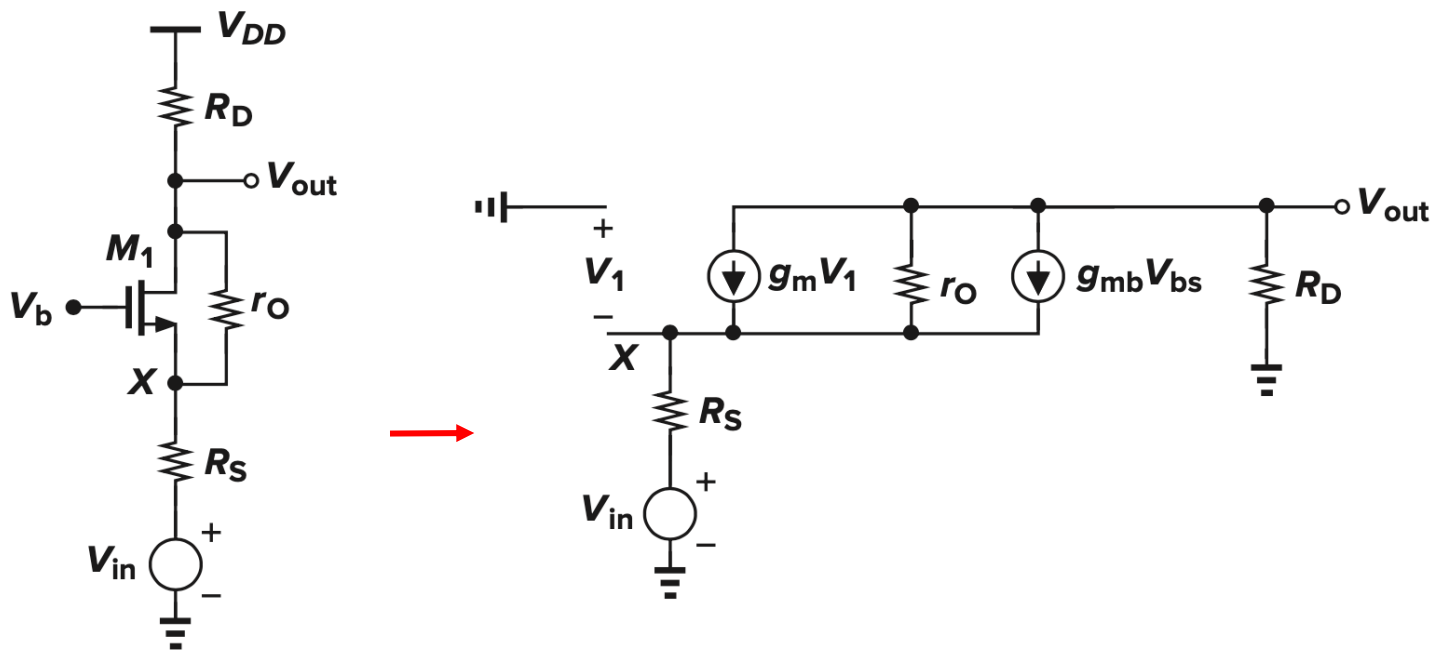 VDD
RD
Vout
M1
Vb
rO
X
RS
Vin
+
−
+
V1
−
gmV1
rO
gmbVbs
RD
Vout
X
RS
Vin
+
−